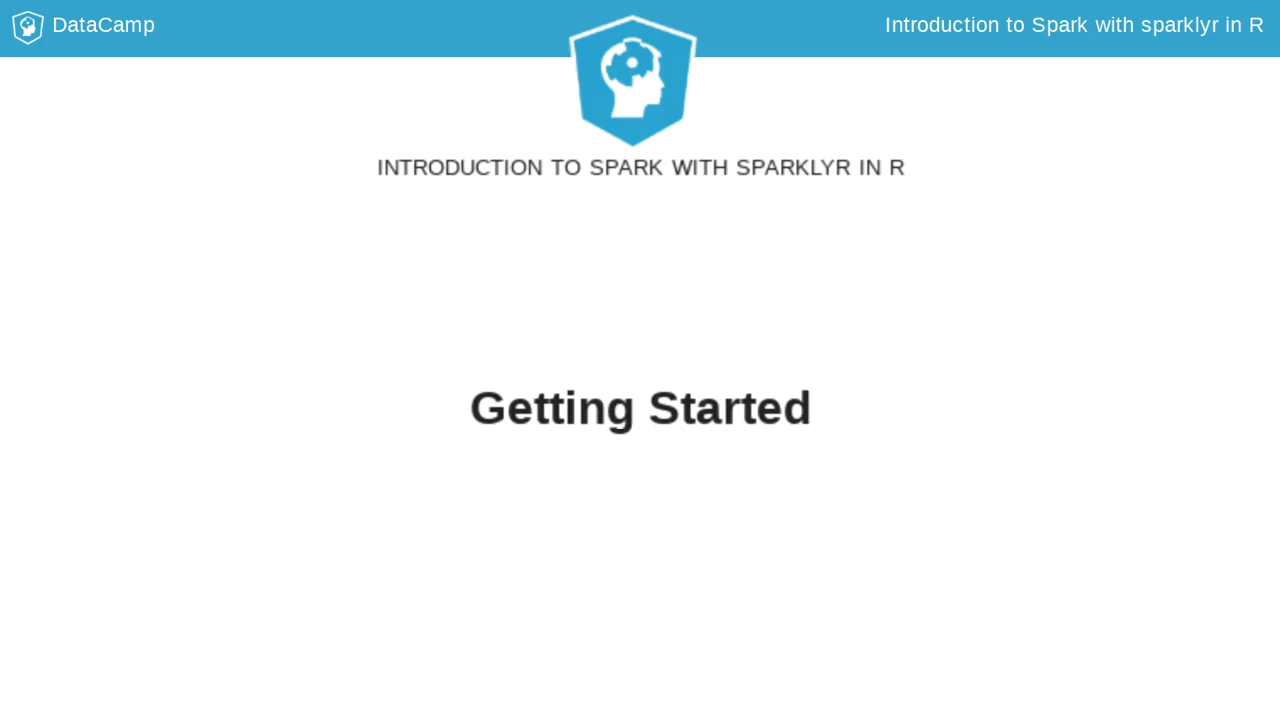 DataCamp
Introduction to Spark with sparklyr in R
INTRODUCTION TO SPARK WITH SPARKLYR IN R
Getting Started